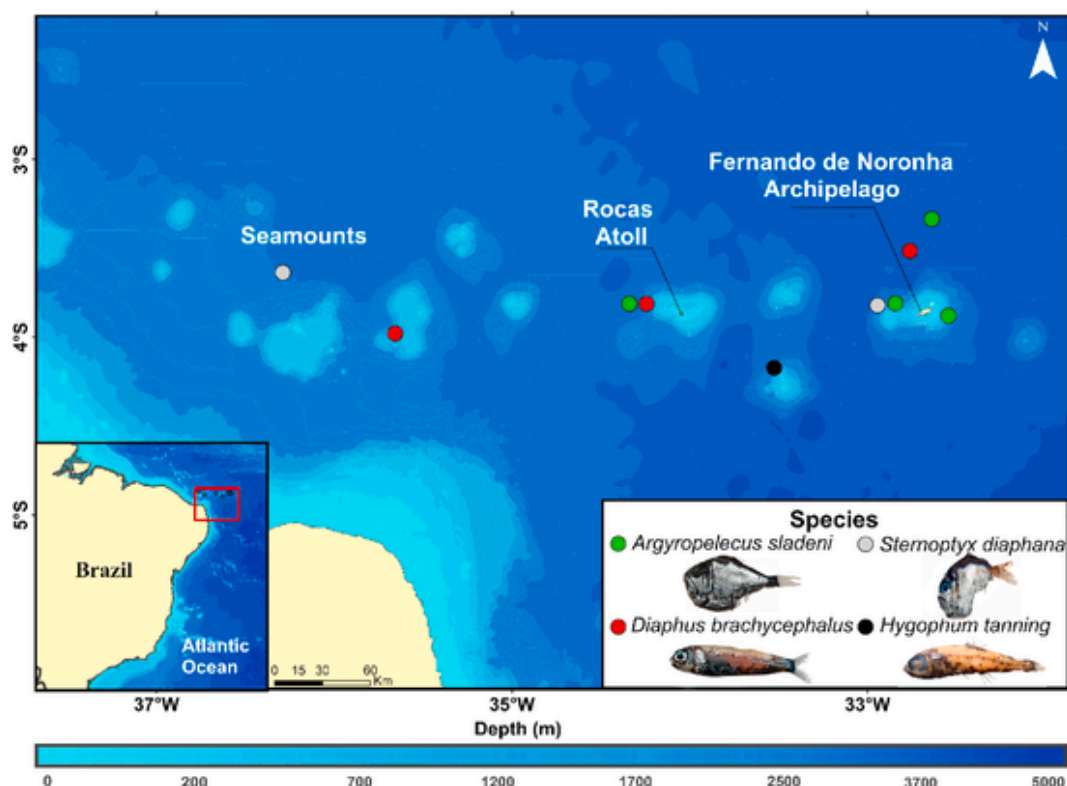 N
3°S
4°S
5°S
Seamounts
Rocas
Atoll
Fernando de Noronha
Archipelago
Brazil
Atlantic
Ocean
0 15 30 60
Km
Species
Argyropelecus sladeni
Sternoptyx diaphana
Diaphus brachycephalus
Hygophum tanning
37°W 35°W 33°W
Depth (m)
0 200 700 1200 1700 2500 3700 5000